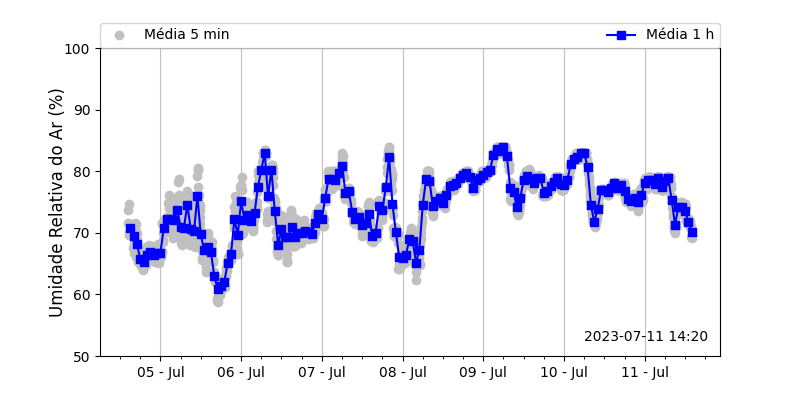 Média 5 min
Média 1 h
Umidade Relativa do Ar (%)
100
90
80
70
60
50
2023-07-11 14:20
05 - Jul
06 - Jul
07 - Jul
08 - Jul
09 - Jul
10 - Jul
11 - Jul